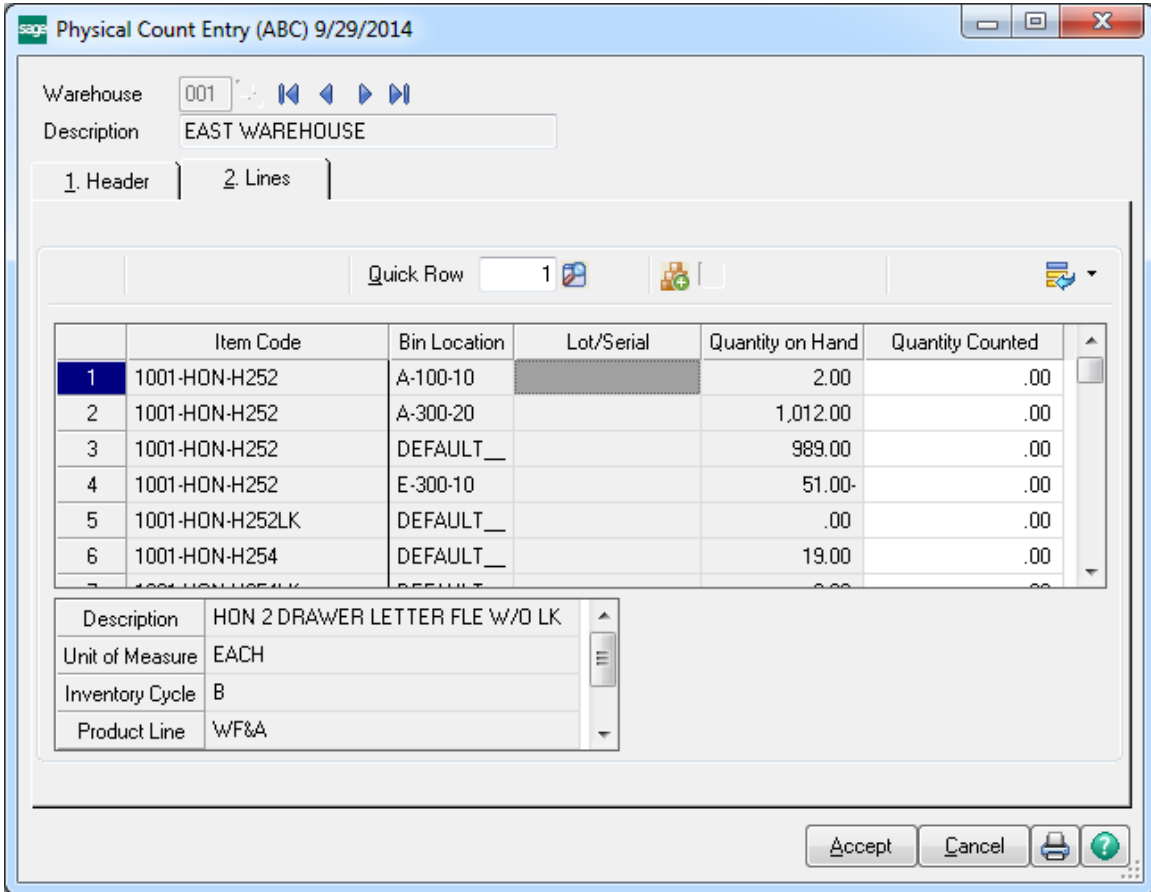 sage Physical Count Entry (ABC) 9/29/2014
Warehouse 001
Description EAST WAREHOUSE
1. Header 2. Lines
Quick Row 1
Item Code Bin Location Lot/Serial Quantity on Hand Quantity Counted
1 1001-HON-H252 A-100-10 2.00 .00
2 1001-HON-H252 A-300-20 1,012.00 .00
3 1001-HON-H252 DEFAULT__ 989.00 .00
4 1001-HON-H252 E-300-10 51.00- .00
5 1001-HON-H252LK DEFAULT__ .00 .00
6 1001-HON-H254 DEFAULT__ 19.00 .00
Description HON 2 DRAWER LETTER FLE W/O LK
Unit of Measure EACH
Inventory Cycle B
Product Line WF&A
Accept Cancel